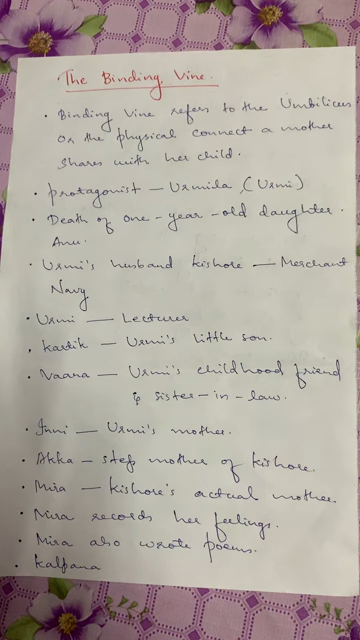 The Binding Vine.
• Binding Vine refers to the Umbilicus
Or the physical connect a mother
shares with her child.
• Protagonist — Urmila (Urmi)
• Death of one-year-old daughter.
Anu.
• Urmi's husband Kishore — Merchant
Navy
• Urmi — Lecturer
• Kartik — Urmi's little son.
• Vaana — Urmi's childhood friend
& sister-in-law.
• Inni — Urmi's mother.
• Akka — step mother of Kishore.
• Mira — Kishore's actual mother.
• Mira records her feelings.
• Mira also wrote poems.
• Kalpana